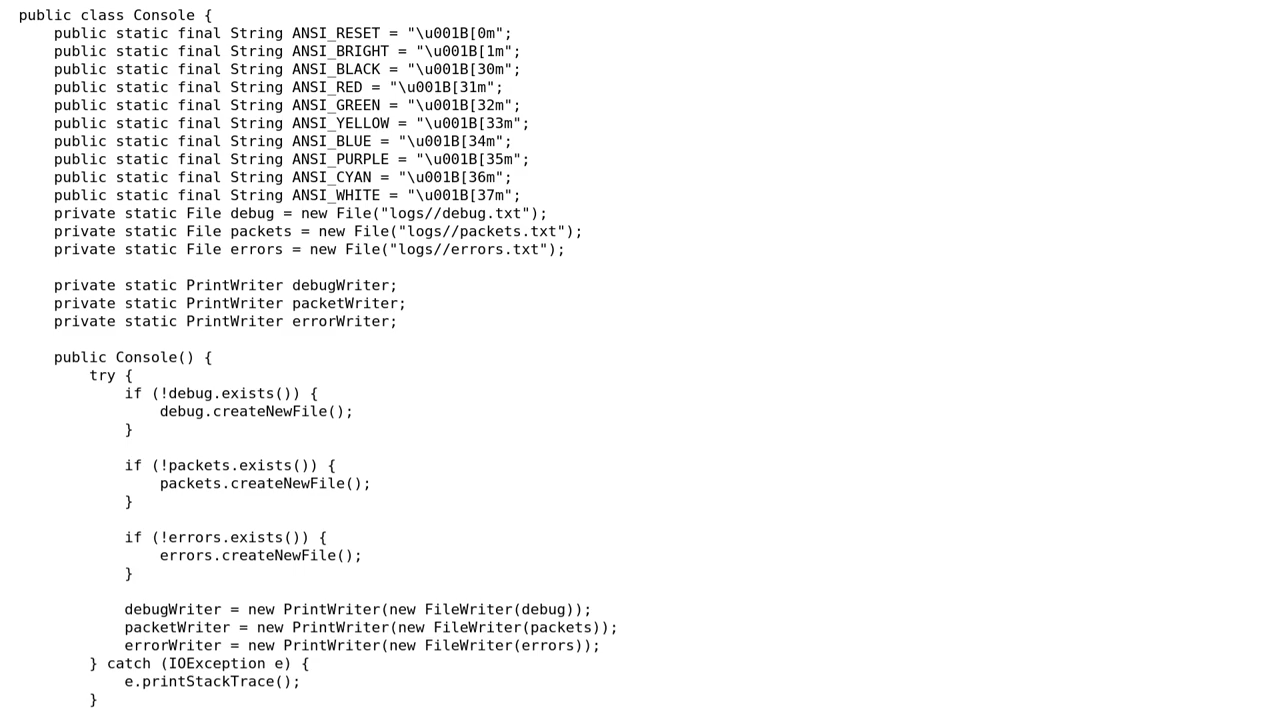 public class Console {
    public static final String ANSI_RESET = "\u001B[0m";
    public static final String ANSI_BRIGHT = "\u001B[1m";
    public static final String ANSI_BLACK = "\u001B[30m";
    public static final String ANSI_RED = "\u001B[31m";
    public static final String ANSI_GREEN = "\u001B[32m";
    public static final String ANSI_YELLOW = "\u001B[33m";
    public static final String ANSI_BLUE = "\u001B[34m";
    public static final String ANSI_PURPLE = "\u001B[35m";
    public static final String ANSI_CYAN = "\u001B[36m";
    public static final String ANSI_WHITE = "\u001B[37m";
    private static File debug = new File("logs//debug.txt");
    private static File packets = new File("logs//packets.txt");
    private static File errors = new File("logs//errors.txt");

    private static PrintWriter debugWriter;
    private static PrintWriter packetWriter;
    private static PrintWriter errorWriter;

    public Console() {
        try {
            if (!debug.exists()) {
                debug.createNewFile();
            }

            if (!packets.exists()) {
                packets.createNewFile();
            }

            if (!errors.exists()) {
                errors.createNewFile();
            }

            debugWriter = new PrintWriter(new FileWriter(debug));
            packetWriter = new PrintWriter(new FileWriter(packets));
            errorWriter = new PrintWriter(new FileWriter(errors));
        } catch (IOException e) {
            e.printStackTrace();
        }